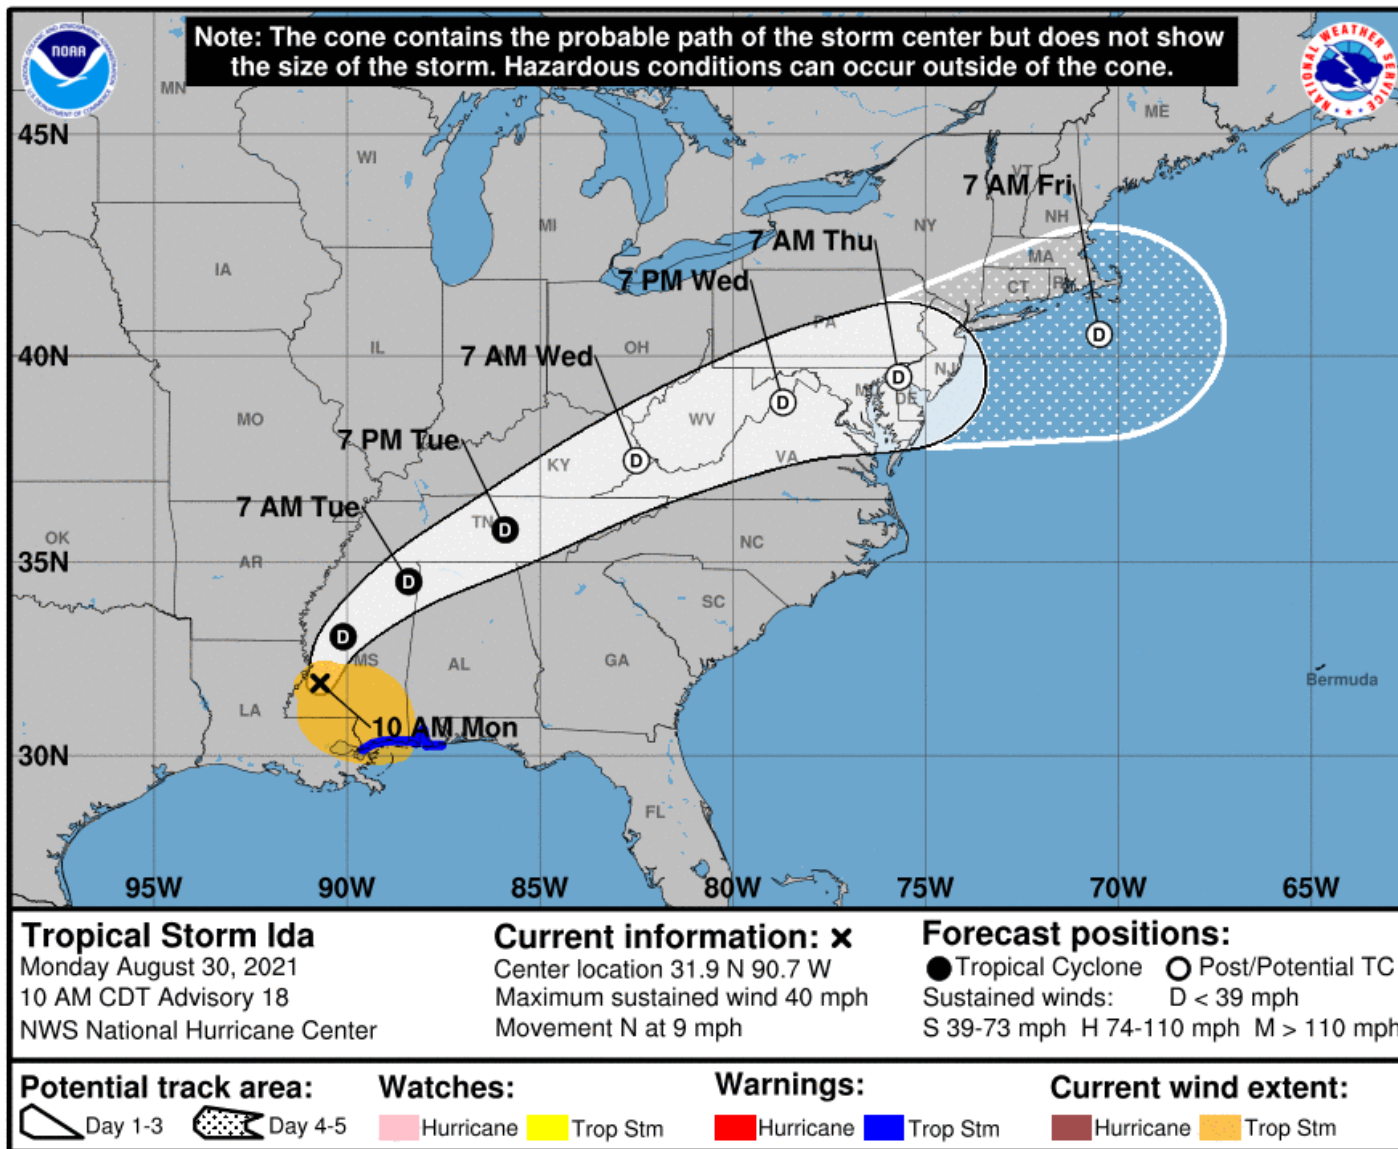 Note: The cone contains the probable path of the storm center but does not show
the size of the storm. Hazardous conditions can occur outside of the cone.
NOAA
NATIONAL WEATHER SERVICE
MN
ME
45N
WI
VT
7 AM Fri
NH
MI
NY
7 AM Thu
MA
IA
7 PM Wed
CT
D
PA
40N
IL
OH
7 AM Wed
D
NJ
D
DE
MO
WV
7 PM Tue
KY
D
VA
7 AM Tue
TN
D
OK
NC
AR
35N
D
SC
D
MS
AL
GA
Bermuda
LA
10 AM Mon
30N
FL
95W
90W
85W
80W
75W
70W
65W
Tropical Storm Ida
Monday August 30, 2021
10 AM CDT Advisory 18
NWS National Hurricane Center
Current information: ×
Center location 31.9 N 90.7 W
Maximum sustained wind 40 mph
Movement N at 9 mph
Forecast positions:
Tropical Cyclone
Post/Potential TC
Sustained winds:
D < 39 mph
S 39-73 mph H 74-110 mph M > 110 mph
Potential track area:
Day 1-3
Day 4-5
Watches:
Hurricane
Trop Stm
Warnings:
Hurricane
Trop Stm
Current wind extent:
Hurricane
Trop Stm